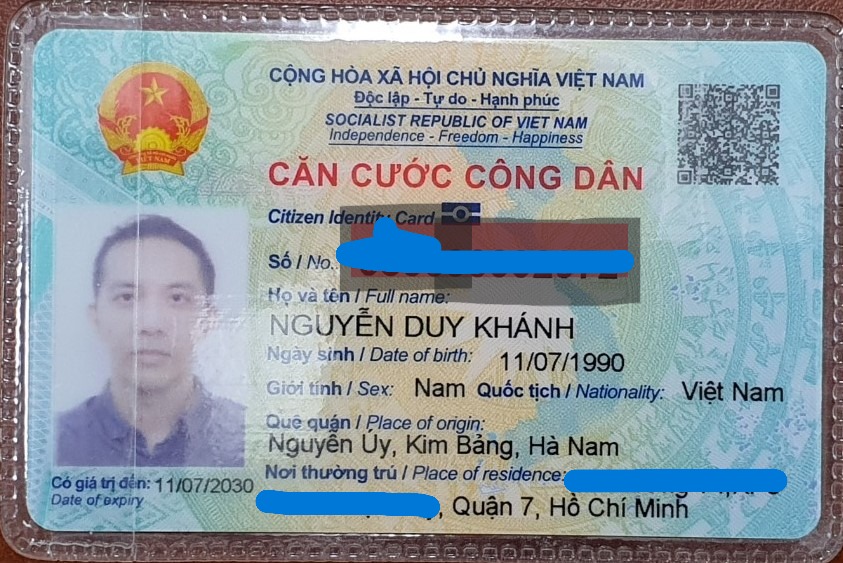 CỘNG HÒA XÃ HỘI CHỦ NGHĨA VIỆT NAM
Độc lập - Tự do - Hạnh phúc
SOCIALIST REPUBLIC OF VIET NAM
Independence - Freedom - Happiness
CĂN CƯỚC CÔNG DÂN
Citizen Identity Card
Số / No.:
Họ và tên / Full name:
NGUYỄN DUY KHÁNH
Ngày sinh / Date of birth: 11/07/1990
Giới tính / Sex: Nam Quốc tịch / Nationality: Việt Nam
Quê quán / Place of origin:
Nguyễn Úy, Kim Bảng, Hà Nam
Nơi thường trú / Place of residence:
, Quận 7, Hồ Chí Minh
Có giá trị đến: 11/07/2030
Date of expiry